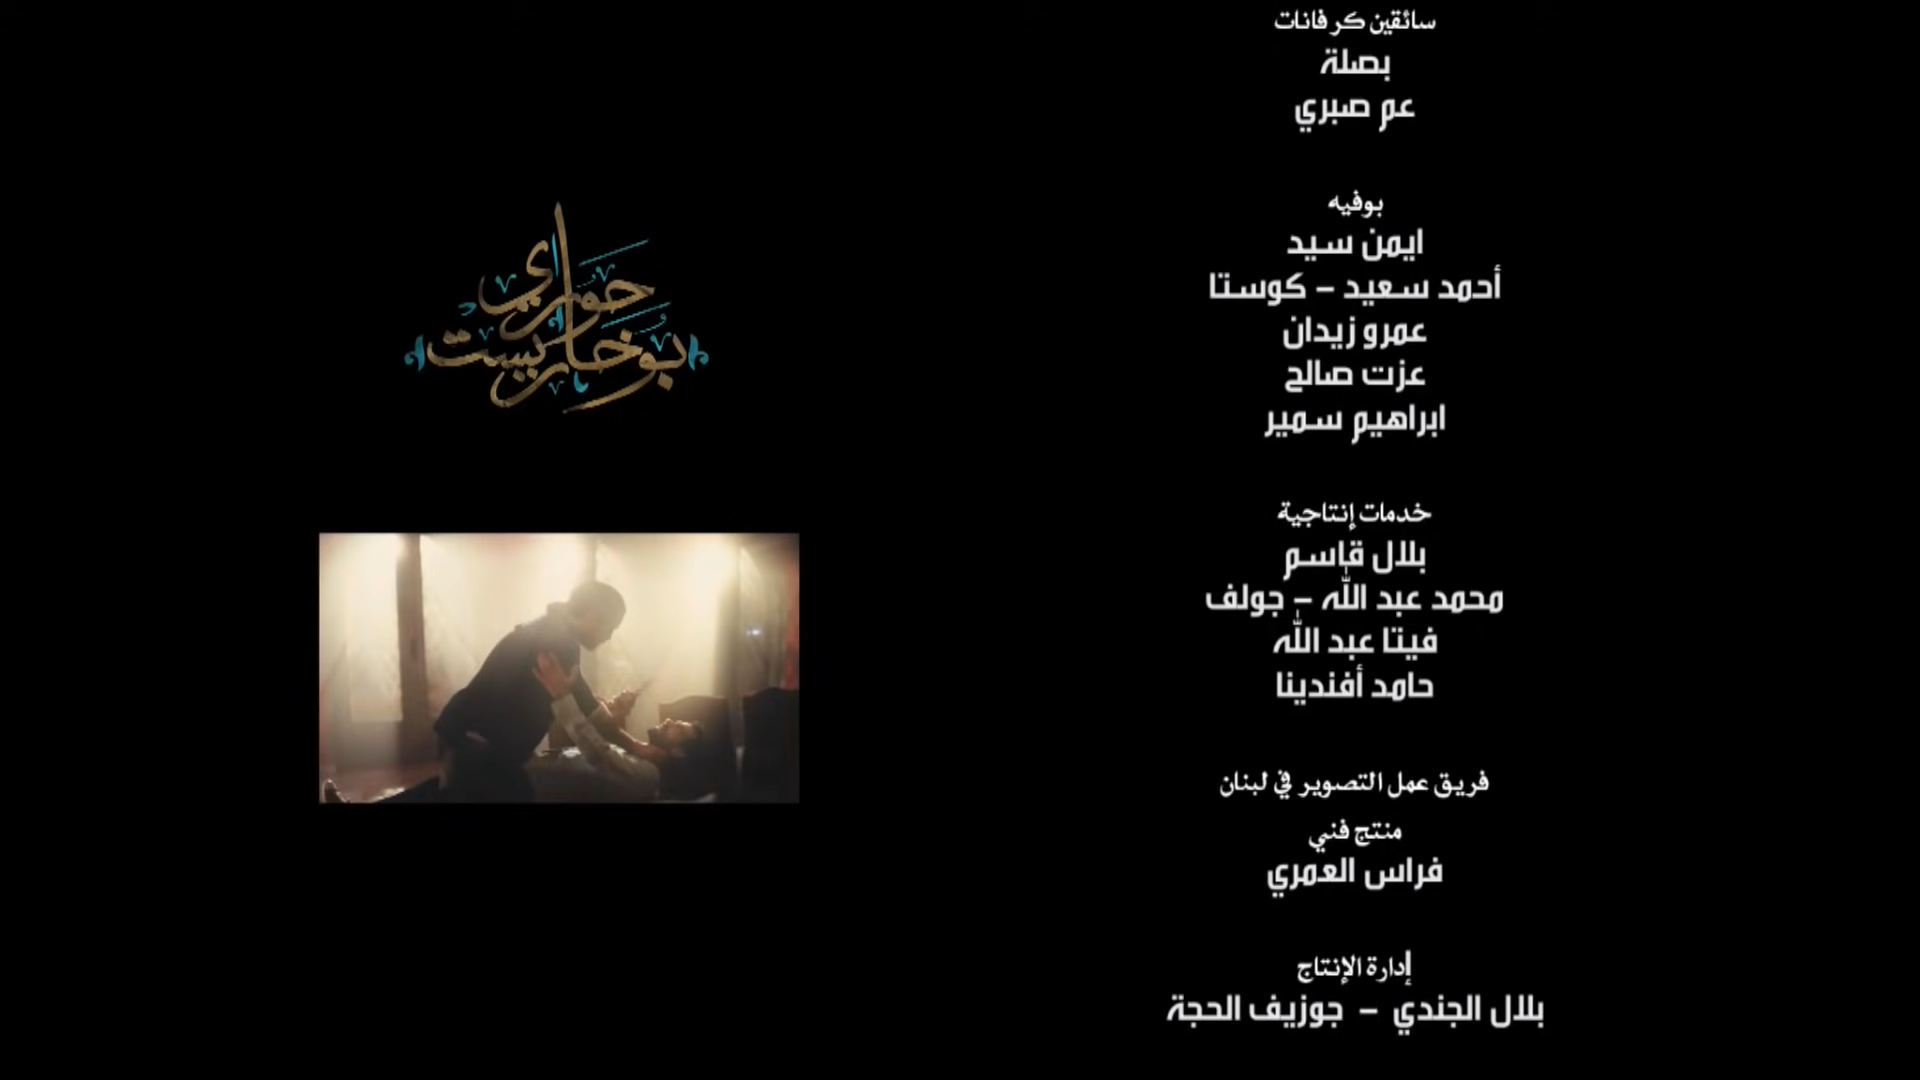 حواري
بوخارست
سائقين كرفانات
بصلة
عم صبري
بوفيه
ايمن سيد
أحمد سعيد – كوستا
عمرو زيدان
عزت صالح
ابراهيم سمير
خدمات إنتاجية
بلال قاسم
محمد عبد الله – جولف
فيتا عبد الله
حامد أفندينا
فريق عمل التصوير في لبنان
منتج فني
فراس العمري
إدارة الإنتاج
بلال الجندي – جوزيف الحجة